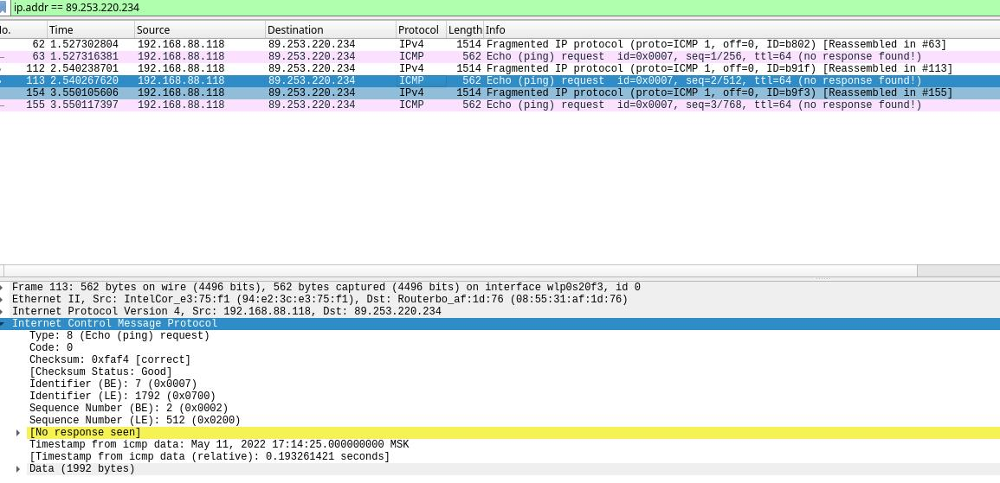 ip.addr == 89.253.220.234
No. Time Source Destination Protocol Length Info
62 1.527302804 192.168.88.118 89.253.220.234 IPv4 1514 Fragmented IP protocol (proto=ICMP 1, off=0, ID=b802) [Reassembled in #63]
63 1.527316381 192.168.88.118 89.253.220.234 ICMP 562 Echo (ping) request  id=0x0007, seq=1/256, ttl=64 (no response found!)
112 2.540238701 192.168.88.118 89.253.220.234 IPv4 1514 Fragmented IP protocol (proto=ICMP 1, off=0, ID=b91f) [Reassembled in #113]
113 2.540267620 192.168.88.118 89.253.220.234 ICMP 562 Echo (ping) request  id=0x0007, seq=2/512, ttl=64 (no response found!)
154 3.550105606 192.168.88.118 89.253.220.234 IPv4 1514 Fragmented IP protocol (proto=ICMP 1, off=0, ID=b9f3) [Reassembled in #155]
155 3.550117397 192.168.88.118 89.253.220.234 ICMP 562 Echo (ping) request  id=0x0007, seq=3/768, ttl=64 (no response found!)
Frame 113: 562 bytes on wire (4496 bits), 562 bytes captured (4496 bits) on interface wlp0s20f3, id 0
Ethernet II, Src: IntelCor_e3:75:f1 (94:e2:3c:e3:75:f1), Dst: Routerbo_af:1d:76 (08:55:31:af:1d:76)
Internet Protocol Version 4, Src: 192.168.88.118, Dst: 89.253.220.234
Internet Control Message Protocol
Type: 8 (Echo (ping) request)
Code: 0
Checksum: 0xfaf4 [correct]
[Checksum Status: Good]
Identifier (BE): 7 (0x0007)
Identifier (LE): 1792 (0x0700)
Sequence Number (BE): 2 (0x0002)
Sequence Number (LE): 512 (0x0200)
[No response seen]
Timestamp from icmp data: May 11, 2022 17:14:25.000000000 MSK
[Timestamp from icmp data (relative): 0.193261421 seconds]
Data (1992 bytes)